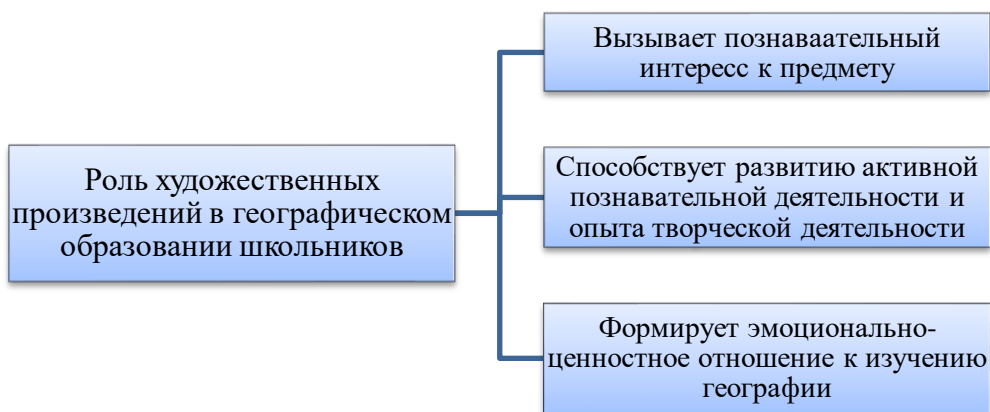 Роль художественных
произведений в географическом
образовании школьников
Вызывает познаваательный
интересс к предмету
Способствует развитию активной
познавательной деятельности и
опыта творческой деятельности
Формирует эмоционально-
ценностное отношение к изучению
географии